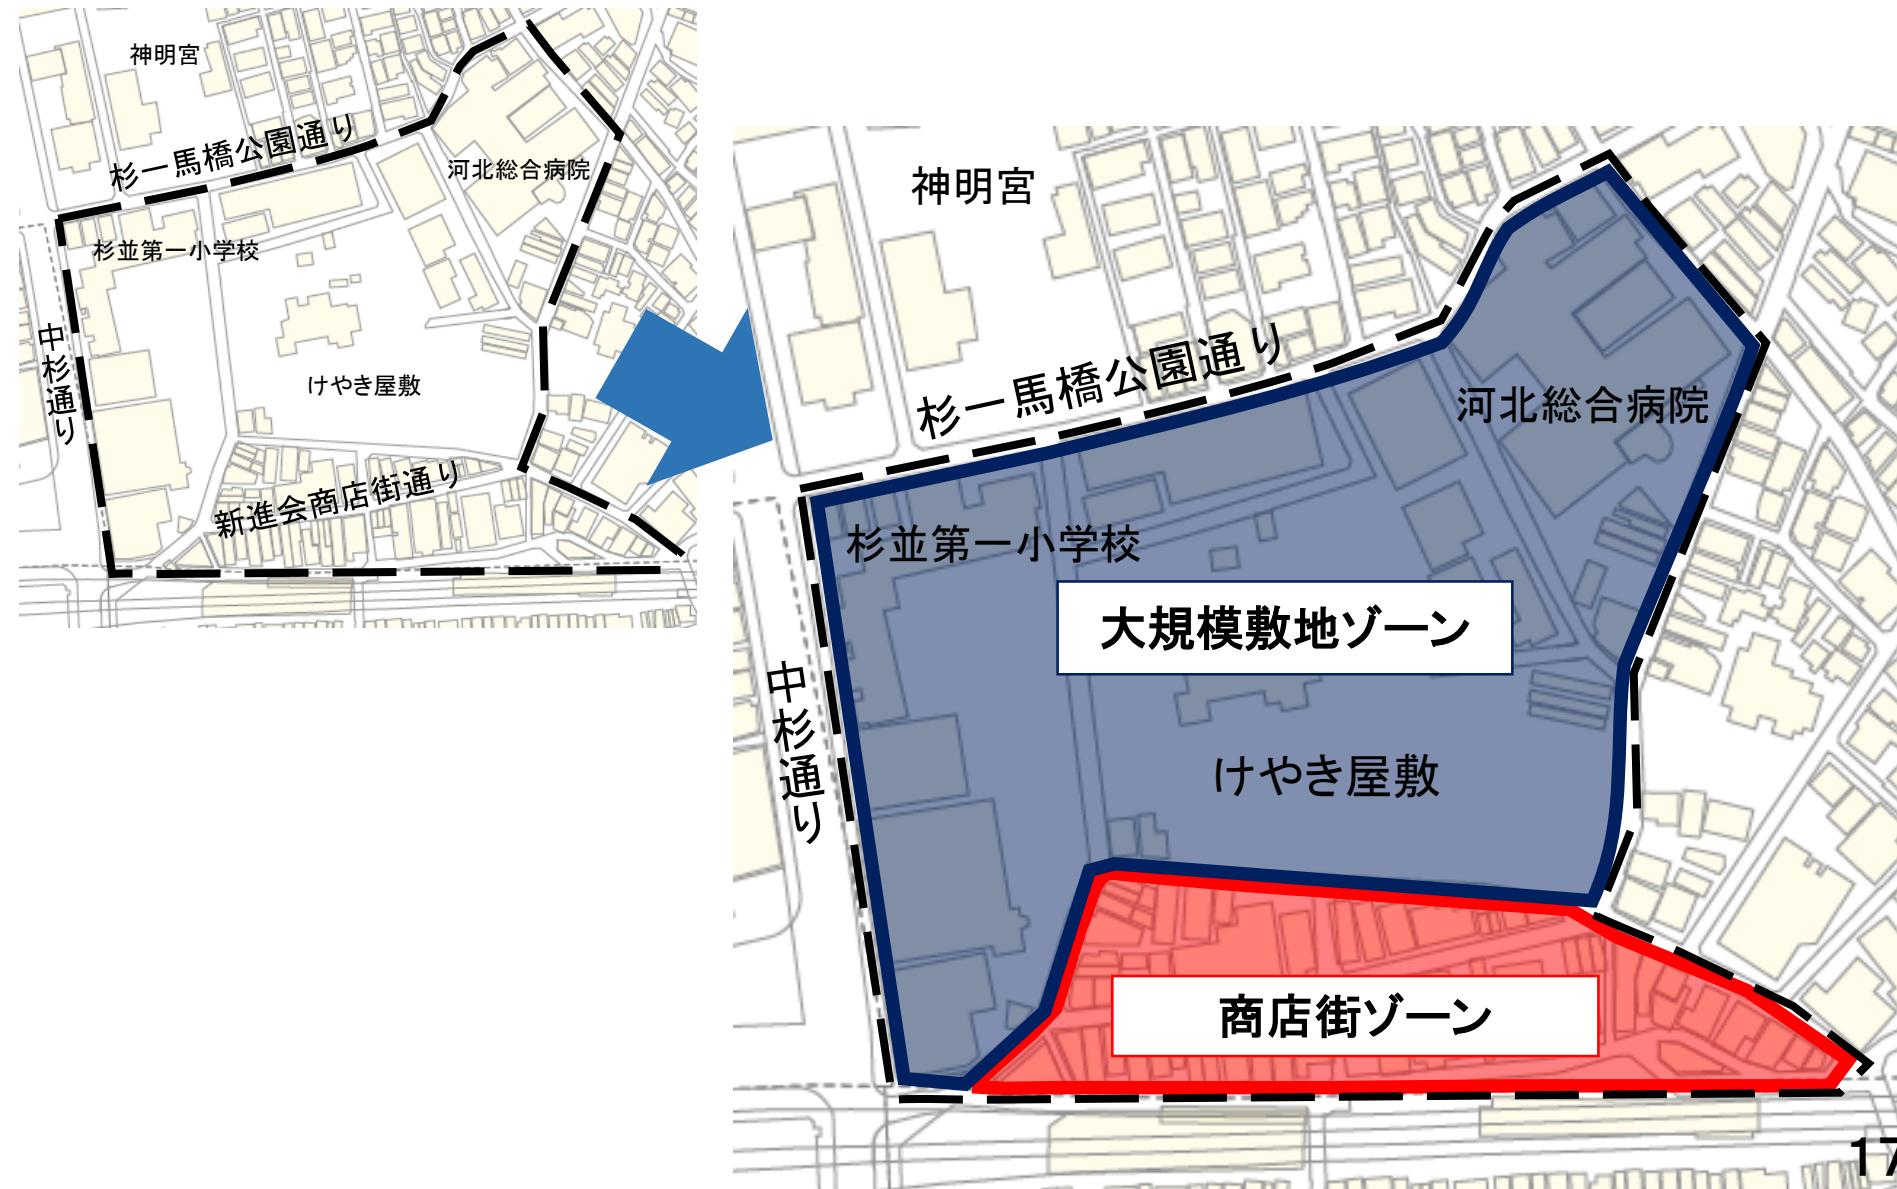 神明宮
杉一馬橋公園通り
河北総合病院
杉並第一小学校
中杉通り
けやき屋敷
新進会商店街通り
神明宮
杉一馬橋公園通り
河北総合病院
杉並第一小学校
大規模敷地ゾーン
中杉通り
けやき屋敷
商店街ゾーン
17